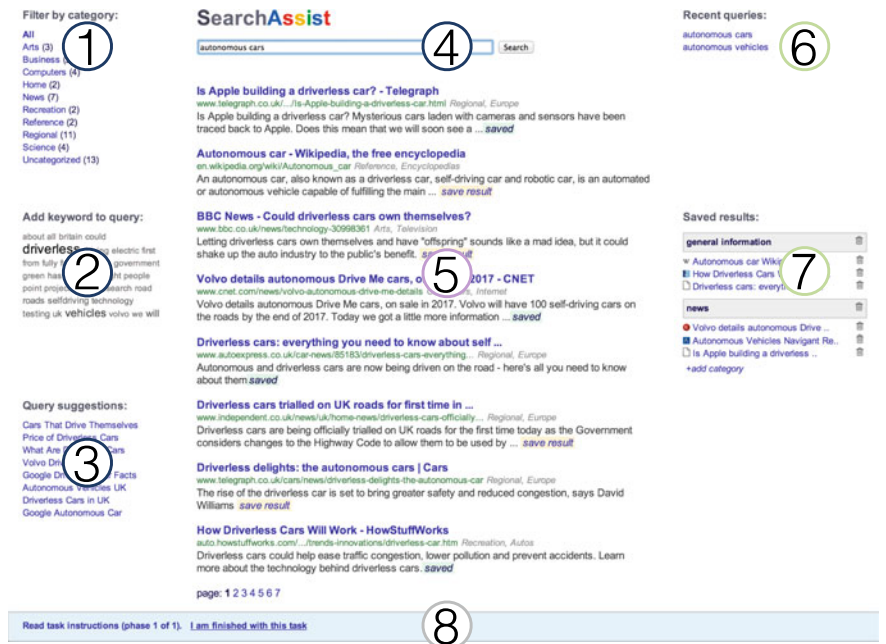 Filter by category:
All
Arts (3)
Business
Computers (4)
Home (2)
News (7)
Recreation (2)
Reference (2)
Regional (11)
Science (4)
Uncategorized (13)
1
Add keyword to query:
about all britain could
driverless electric first
from fully government
green people
point road
roads selfdriving technology
testing uk vehicles volvo we will
2
Query suggestions:
Cars That Drive Themselves
Price of Driverless Cars
What Are Cars
Volvo
Google Facts
Autonomous Vehicles UK
Driverless Cars in UK
Google Autonomous Car
3
SearchAssist
autonomous cars
Search
4
Is Apple building a driverless car? - Telegraph
www.telegraph.co.uk/.../Is-Apple-building-a-driverless-car.html Regional, Europe
Is Apple building a driverless car? Mysterious cars laden with cameras and sensors have been
traced back to Apple. Does this mean that we will soon see a ... saved
Autonomous car - Wikipedia, the free encyclopedia
en.wikipedia.org/wiki/Autonomous_car Reference, Encyclopedias
An autonomous car, also known as a driverless car, self-driving car and robotic car, is an automated
or autonomous vehicle capable of fulfilling the main ... save result
BBC News - Could driverless cars own themselves?
www.bbc.co.uk/news/technology-30998361 Arts, Television
Letting driverless cars own themselves and have "offspring" sounds like a mad idea, but it could
shake up the auto industry to the public's benefit.
5
Volvo details autonomous Drive Me cars, 2017 - CNET
www.cnet.com/news/volvo-autonomous-drive-me-details Internet
Volvo details autonomous Drive Me cars, on sale in 2017. Volvo will have 100 self-driving cars on
the roads by the end of 2017. Today we got a little more information ... saved
Driverless cars: everything you need to know about self ...
www.autoexpress.co.uk/car-news/85183/driverless-cars-everything... Regional, Europe
Autonomous and driverless cars are now being driven on the road - here's all you need to know
about them saved
Driverless cars trialled on UK roads for first time in ...
www.independent.co.uk/news/uk/home-news/driverless-cars-officially... Regional, Europe
Driverless cars are being officially trialled on UK roads for the first time today as the Government
considers changes to the Highway Code to allow them to be used by ... save result
Driverless delights: the autonomous cars | Cars
www.telegraph.co.uk/cars/news/driverless-delights-the-autonomous-car Regional, Europe
The rise of the driverless car is set to bring greater safety and reduced congestion, says David
Williams save result
How Driverless Cars Will Work - HowStuffWorks
auto.howstuffworks.com/.../trends-innovations/driverless-car.htm Recreation, Autos
Driverless cars could help ease traffic congestion, lower pollution and prevent accidents. Learn
more about the technology behind driverless cars. saved
page: 1 2 3 4 5 6 7
Recent queries:
autonomous cars
autonomous vehicles
6
Saved results:
general information
Autonomous car
How Driverless Cars
Driverless cars:
7
news
Volvo details autonomous Drive ..
Autonomous Vehicles Navigant Re..
Is Apple building a driverless ..
+add category
Read task instructions (phase 1 of 1). I am finished with this task
8